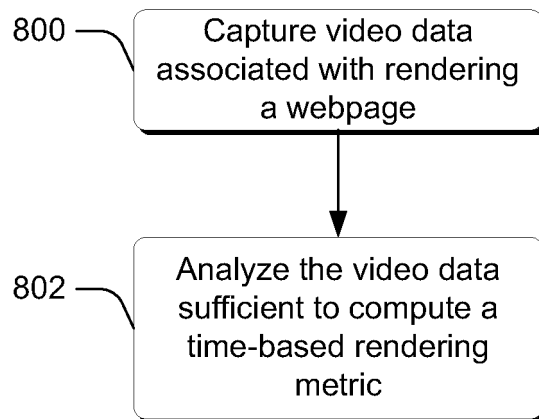 800
Capture video data
associated with rendering
a webpage
802
Analyze the video data
sufficient to compute a
time-based rendering
metric